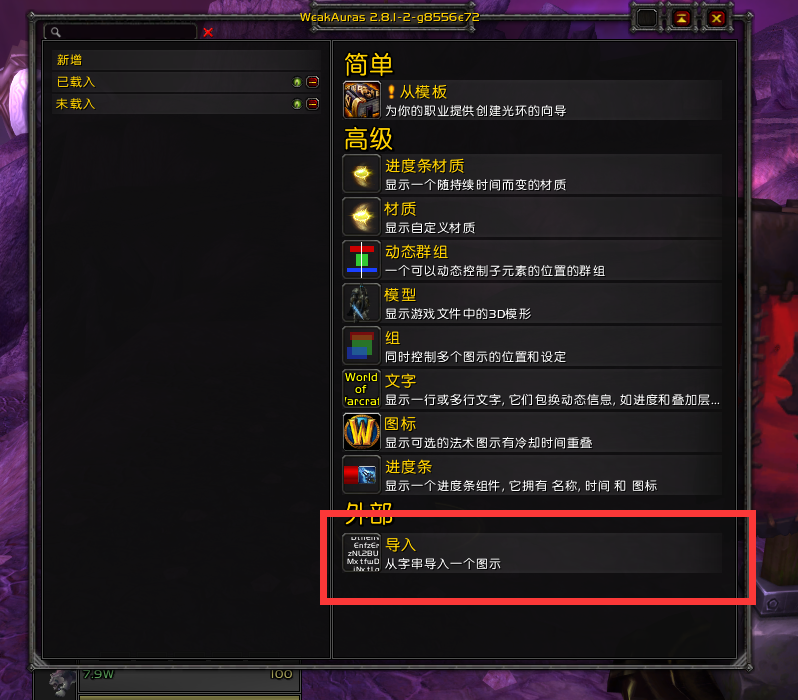 WeakAuras 2.8.1-2-g8556e72
新增
已载入
未载入
简单
从模板
为你的职业提供创建光环的向导
高级
进度条材质
显示一个随持续时间而变的材质
材质
显示自定义材质
动态群组
一个可以动态控制子元素的位置的群组
模型
显示游戏文件中的3D模形
组
同时控制多个图示的位置和设定
World
of
文字
显示一行或多行文字, 它们包换动态信息, 如进度和叠加层...
图标
显示可选的法术图示有冷却时间重叠
进度条
显示一个进度条组件, 它拥有 名称, 时间 和 图标
外部
EnfzEr
zNL2BU
MxtfwD
导入
从字串导入一个图示
7.9W
100